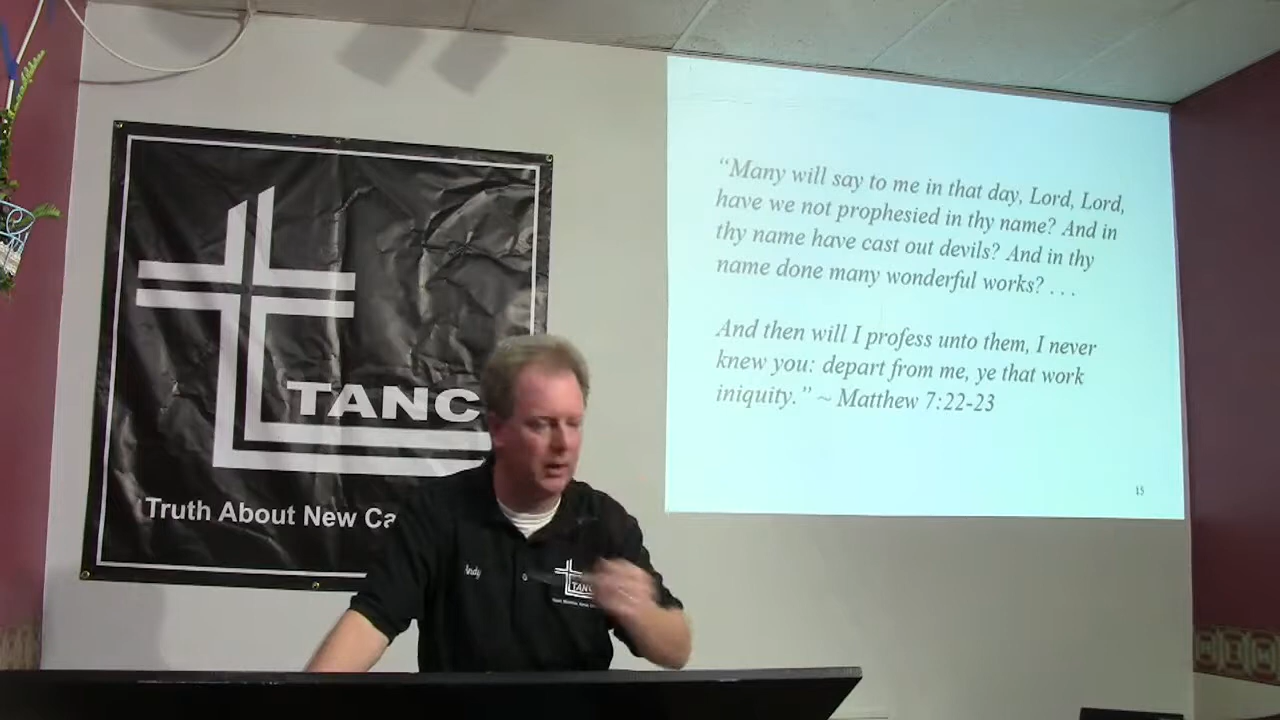 TANC
Truth About New Ca
Andy
TANC
“Many will say to me in that day, Lord, Lord,
have we not prophesied in thy name? And in
thy name have cast out devils? And in thy
name done many wonderful works? . . .
And then will I profess unto them, I never
knew you: depart from me, ye that work
iniquity.” ~ Matthew 7:22-23
15